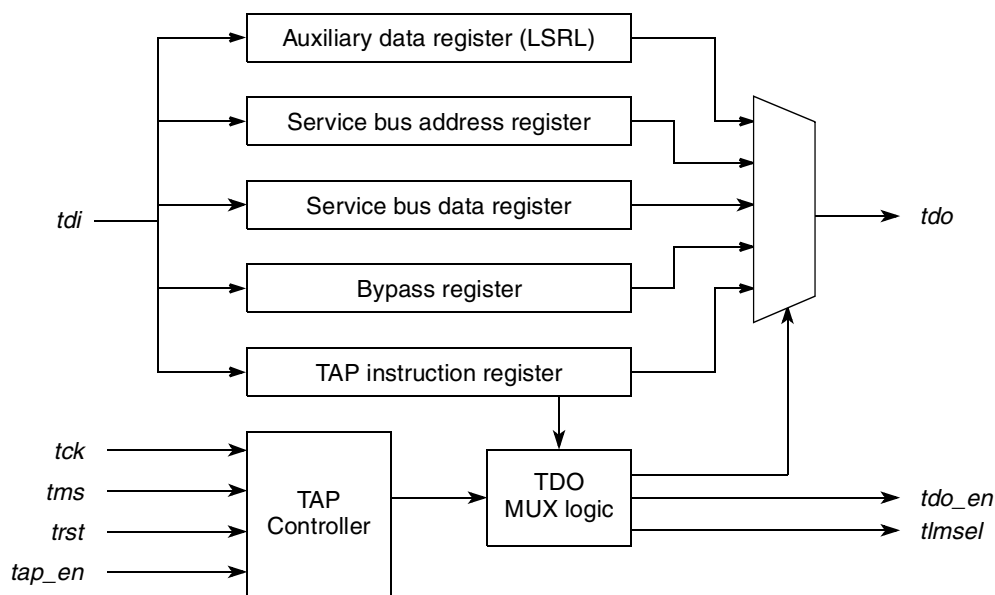 Auxiliary data register (LSRL)
Service bus address register
Service bus data register
tdi
tdo
Bypass register
TAP instruction register
tck
tms
trst
tap_en
TAP
Controller
TDO
MUX logic
tdo_en
tlmsel